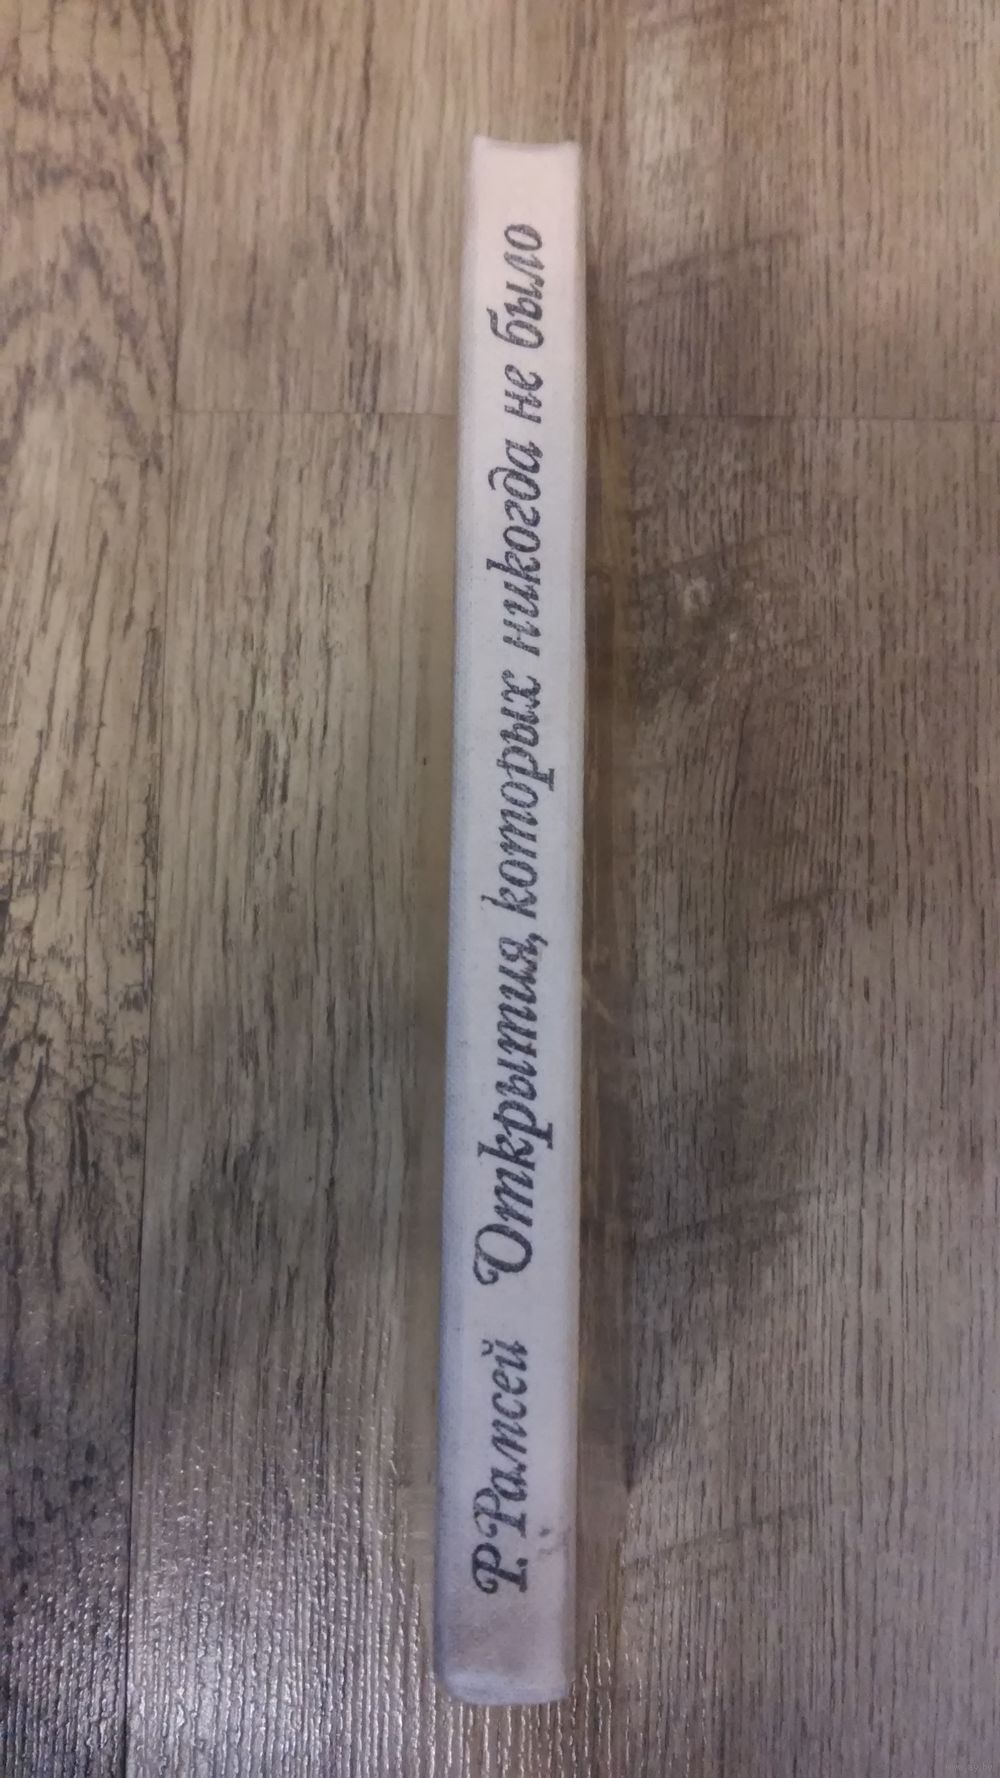 Р. Рамсей Открытия, которых никогда не было